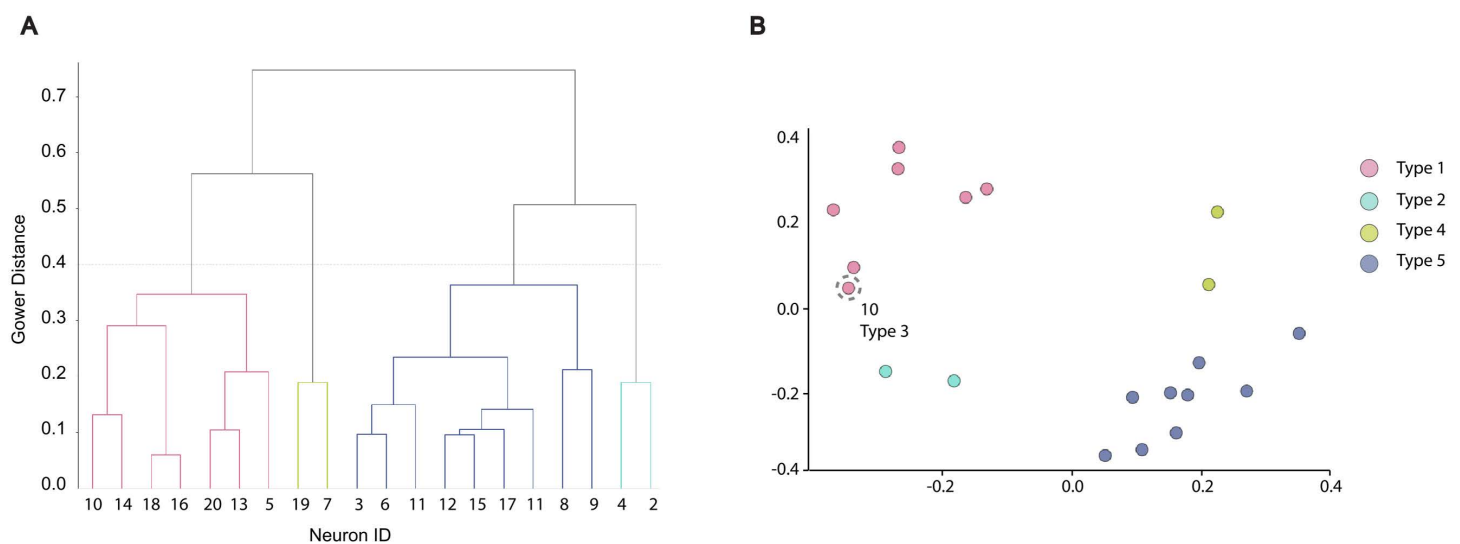 A
B
0.7
0.6
0.5
0.4
0.3
0.2
0.1
0.0
Gower Distance
10 14 18 16 20 13 5 19 7 3 6 11 12 15 17 11 8 9 4 2
Neuron ID
0.4
0.2
0.0
-0.2
-0.4
-0.2 0.0 0.2 0.4
10
Type 3
Type 1
Type 2
Type 4
Type 5